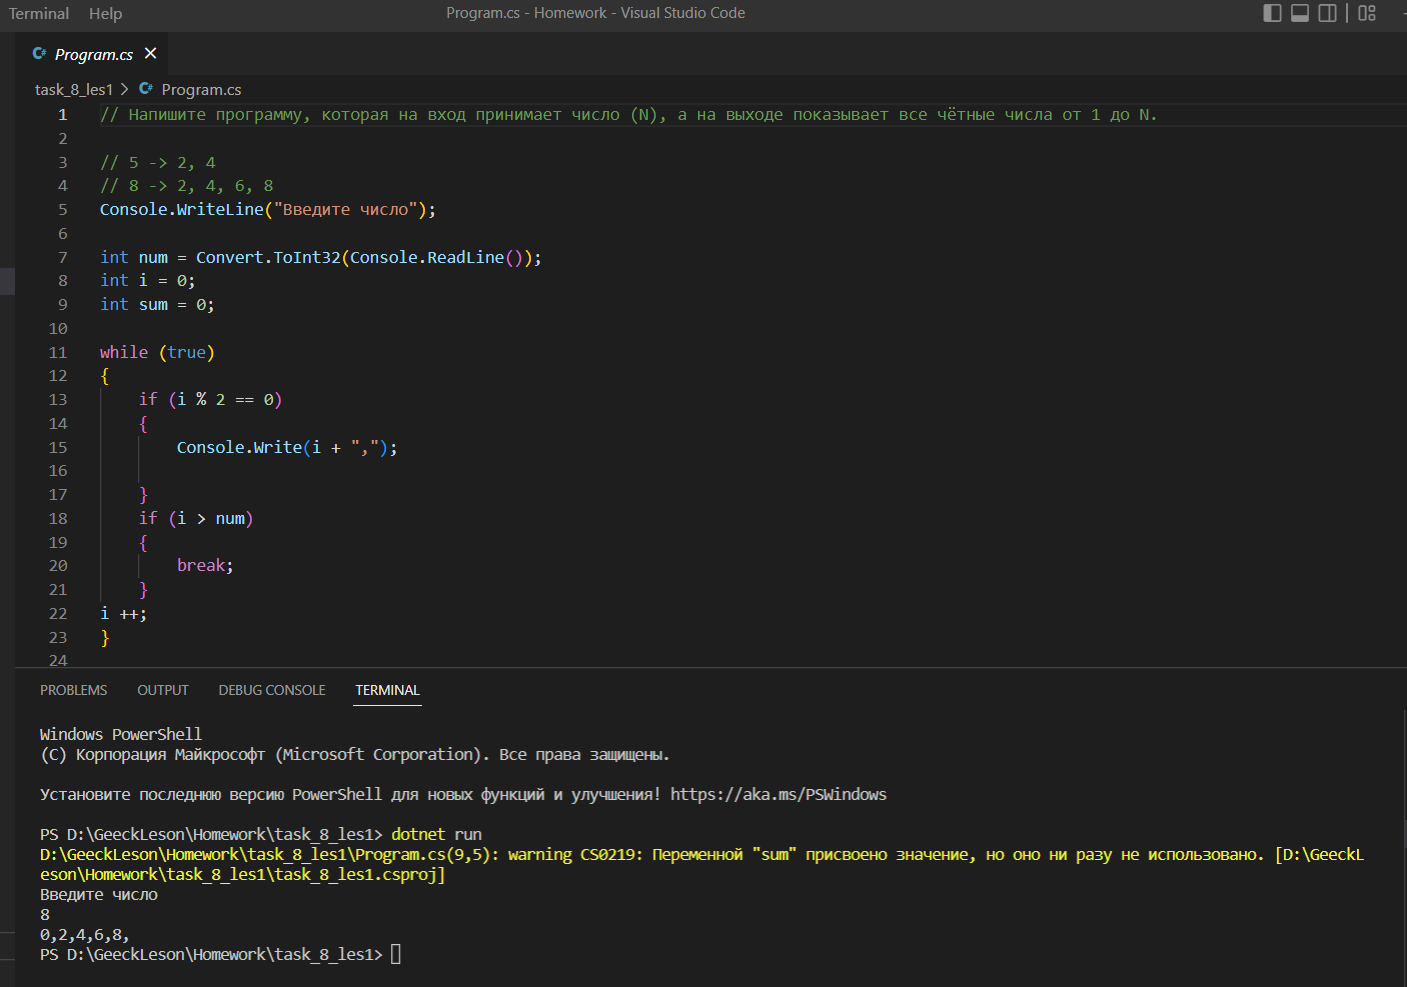 Terminal Help Program.cs - Homework - Visual Studio Code
C# Program.cs ×
task_8_les1 > C# Program.cs
1 // Напишите программу, которая на вход принимает число (N), а на выходе показывает все чётные числа от 1 до N.
2
3 // 5 -> 2, 4
4 // 8 -> 2, 4, 6, 8
5 Console.WriteLine("Введите число");
6
7 int num = Convert.ToInt32(Console.ReadLine());
8 int i = 0;
9 int sum = 0;
10
11 while (true)
12 {
13     if (i % 2 == 0)
14     {
15         Console.Write(i + ",");
16
17     }
18     if (i > num)
19     {
20         break;
21     }
22 i ++;
23 }
24
PROBLEMS OUTPUT DEBUG CONSOLE TERMINAL
Windows PowerShell
(C) Корпорация Майкрософт (Microsoft Corporation). Все права защищены.
Установите последнюю версию PowerShell для новых функций и улучшения! https://aka.ms/PSWindows
PS D:\GeeckLeson\Homework\task_8_les1> dotnet run
D:\GeeckLeson\Homework\task_8_les1\Program.cs(9,5): warning CS0219: Переменной "sum" присвоено значение, но оно ни разу не использовано. [D:\GeeckL
eson\Homework\task_8_les1\task_8_les1.csproj]
Введите число
8
0,2,4,6,8,
PS D:\GeeckLeson\Homework\task_8_les1>